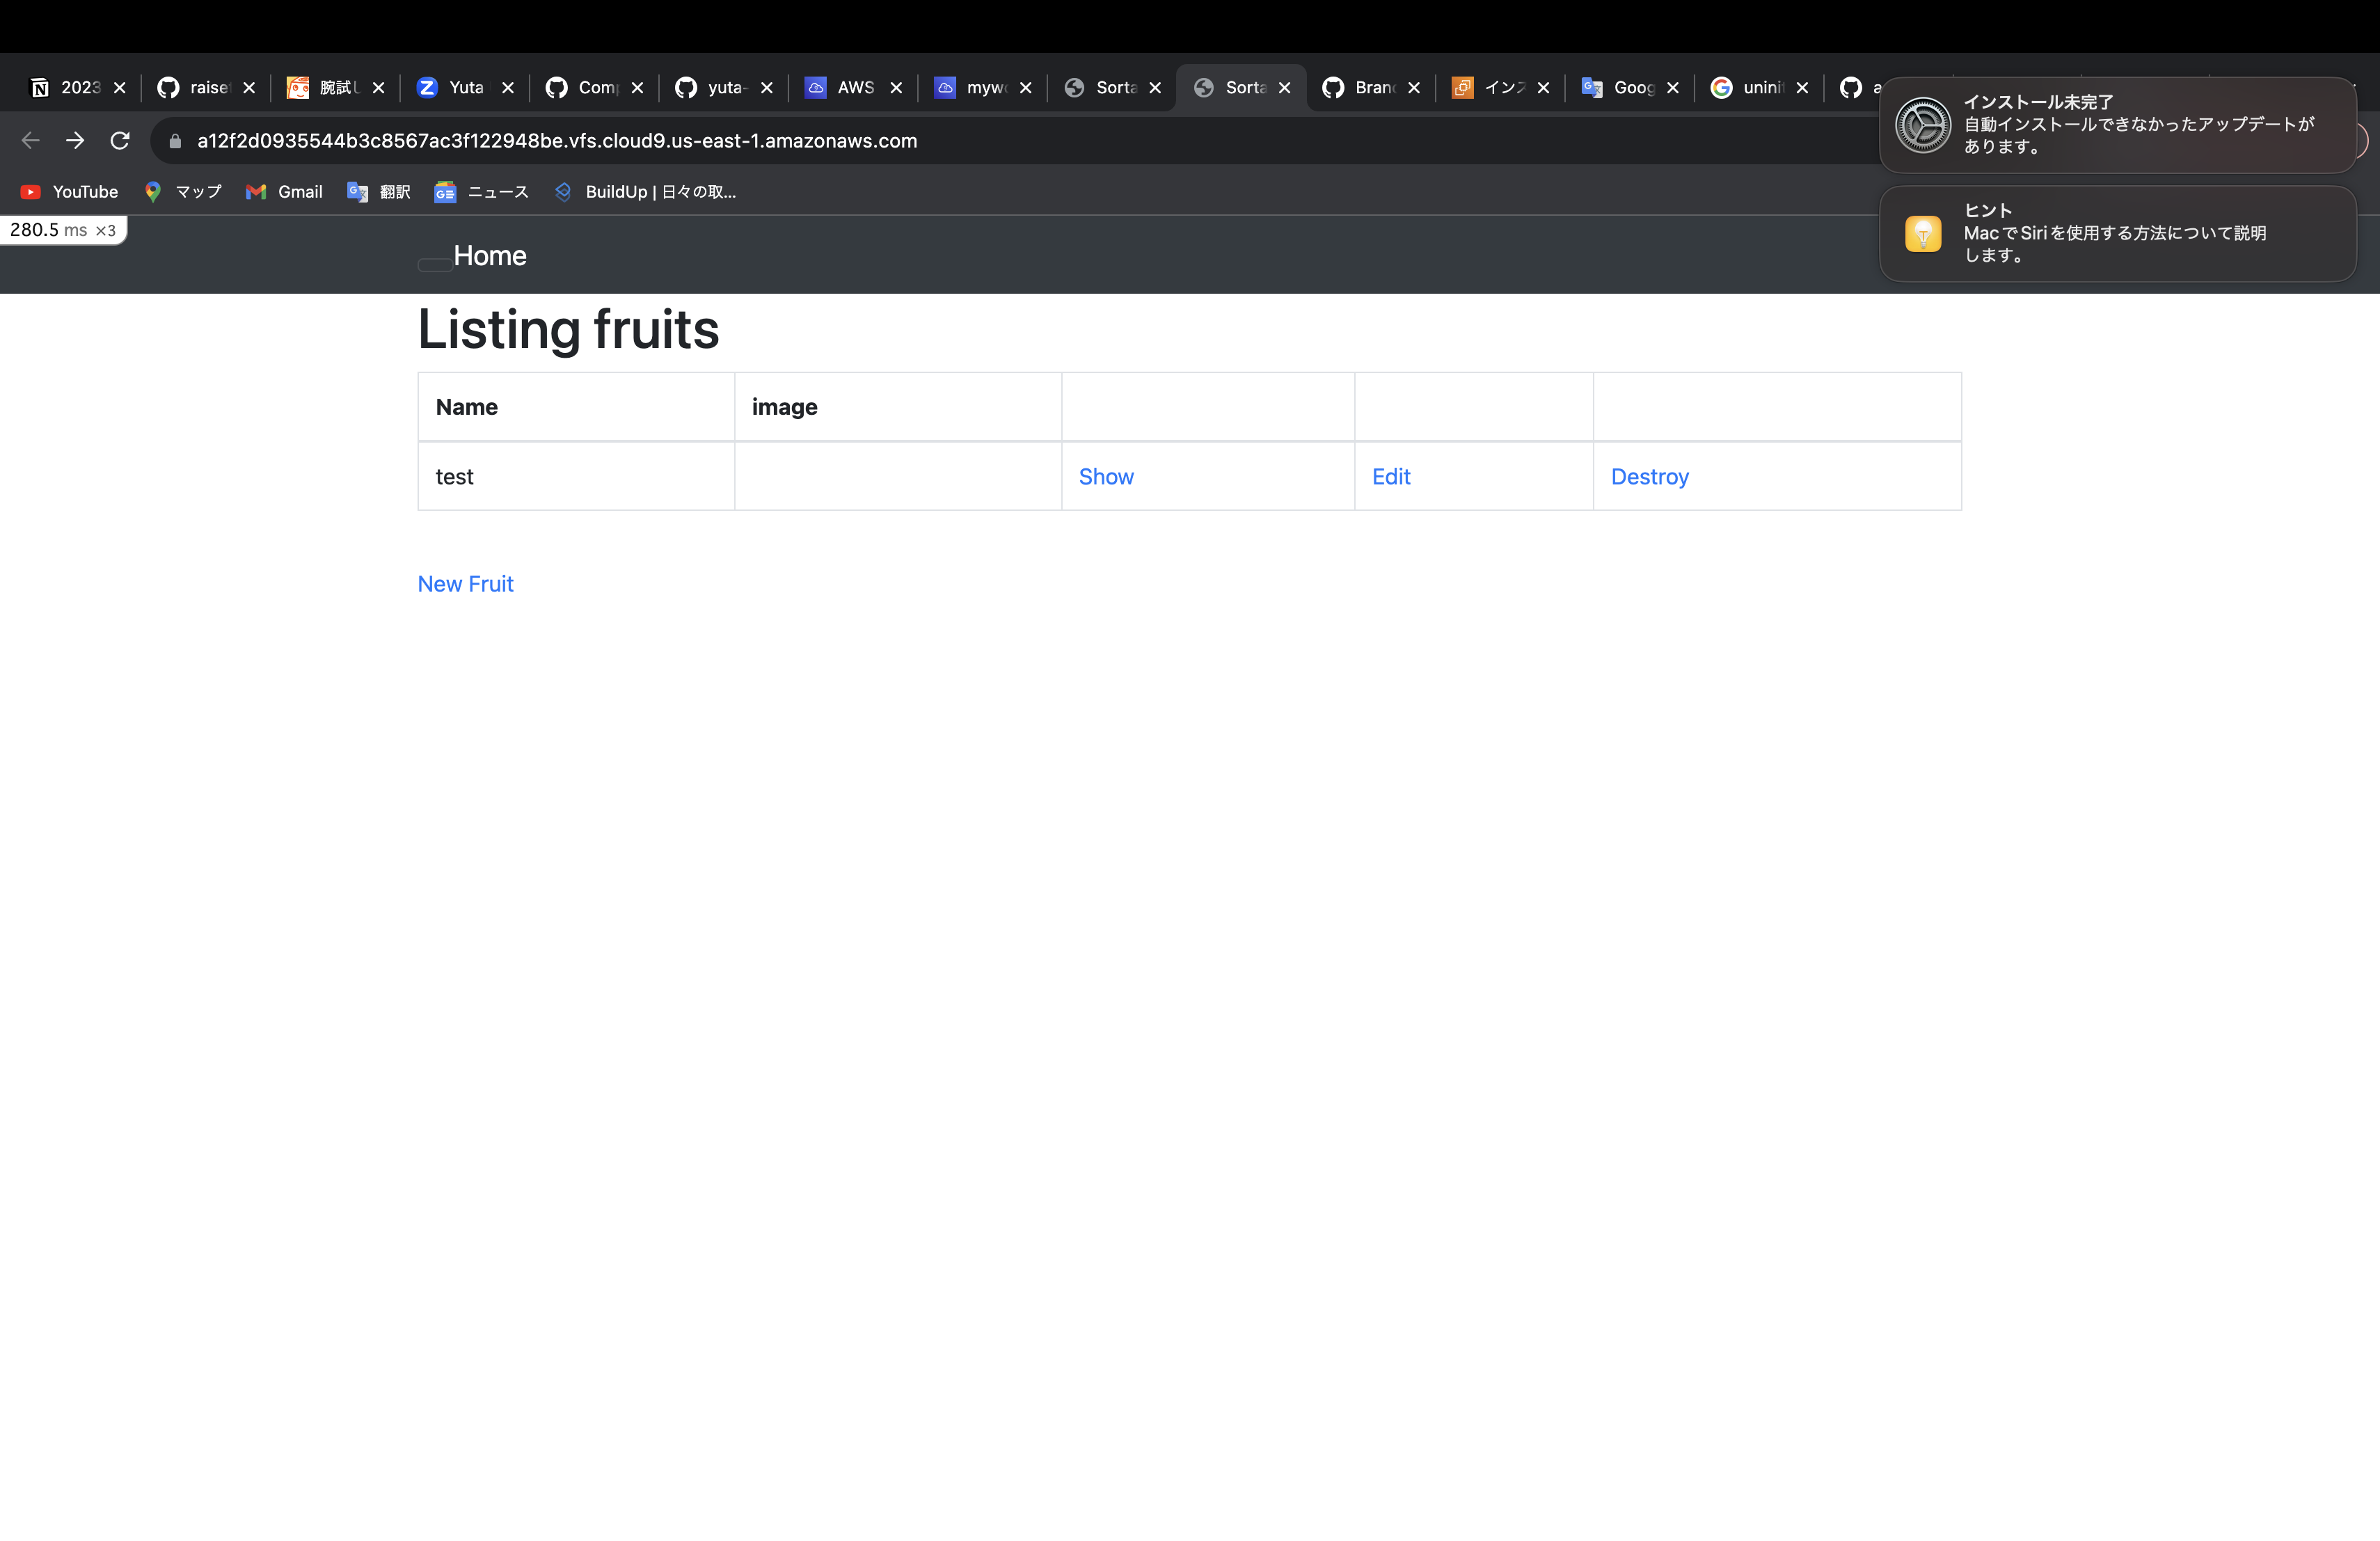 2023
raise
腕試し
Yuta
Comp
yuta-
AWS
mywo
Sorta
Sorta
Branc
インス
Goog
uninit
a
a12f2d0935544b3c8567ac3f122948be.vfs.cloud9.us-east-1.amazonaws.com
YouTube
マップ
Gmail
翻訳
ニュース
BuildUp | 日々の取...
インストール未完了
自動インストールできなかったアップデートが
あります。
ヒント
MacでSiriを使用する方法について説明
します。
280.5 ms ×3
Home
Listing fruits
Name image
test Show Edit Destroy
New Fruit